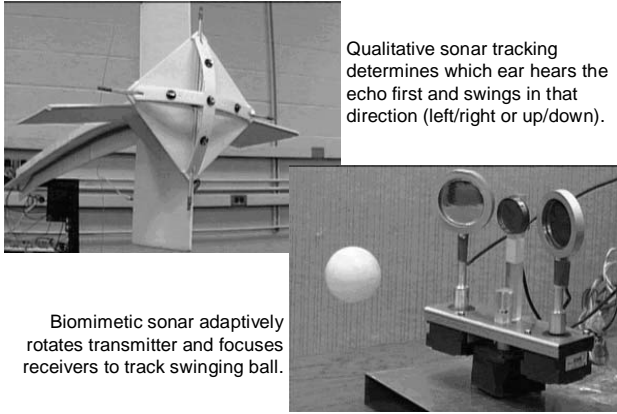 Qualitative sonar tracking
determines which ear hears the
echo first and swings in that
direction (left/right or up/down).
Biomimetic sonar adaptively
rotates transmitter and focuses
receivers to track swinging ball.